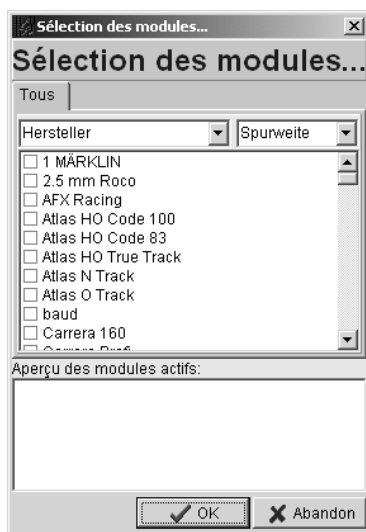 Sélection des modules...
Sélection des modules...
Tous
Hersteller Spurweite
1 MÄRKLIN
2.5 mm Roco
AFX Racing
Atlas HO Code 100
Atlas HO Code 83
Atlas HO True Track
Atlas N Track
Atlas O Track
baud
Carrera 160
Aperçu des modules actifs:
OK Abandon